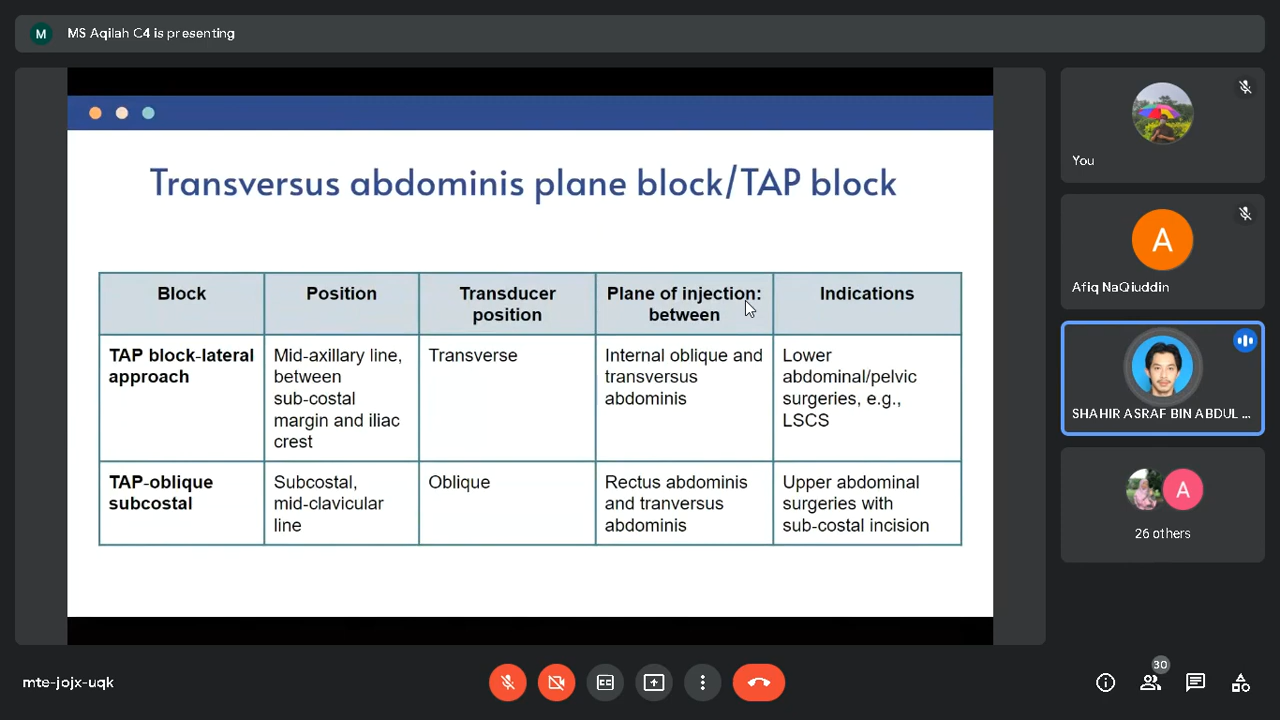 M MS Aqilah C4 is presenting
Transversus abdominis plane block/TAP block
Block
Position
Transducer
position
Plane of injection:
between
Indications
TAP block-lateral
approach
Mid-axillary line,
between
sub-costal
margin and iliac
crest
Transverse
Internal oblique and
transversus
abdominis
Lower
abdominal/pelvic
surgeries, e.g.,
LSCS
TAP-oblique
subcostal
Subcostal,
mid-clavicular
line
Oblique
Rectus abdominis
and tranversus
abdominis
Upper abdominal
surgeries with
sub-costal incision
You
A
Afiq NaQiuddin
SHAHIR ASRAF BIN ABDUL ...
A
26 others
mte-jojx-uqk
CC
30